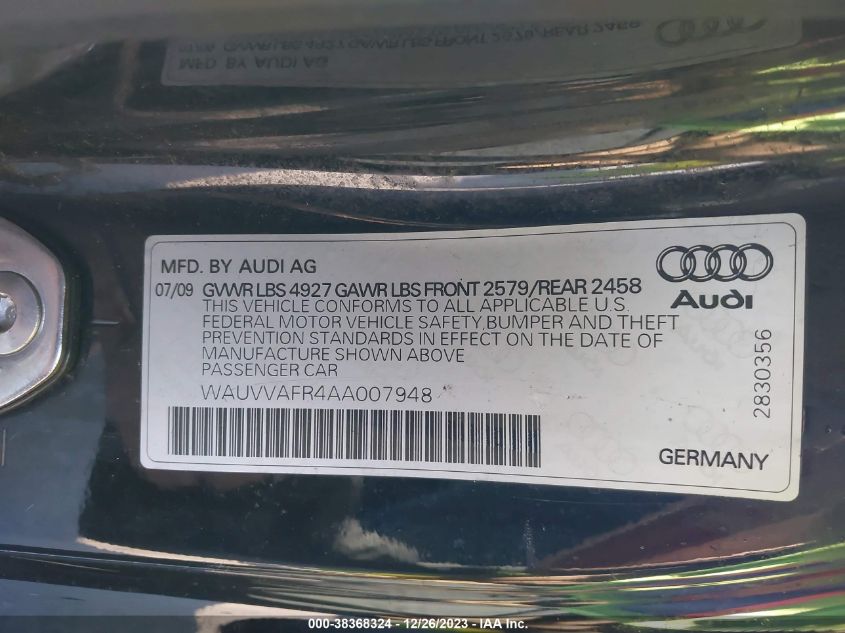 MFD. BY AUDI AG
07/09 GVWR LBS 4927 GAWR LBS FRONT 2579/REAR 2458
THIS VEHICLE CONFORMS TO ALL APPLICABLE U.S.
FEDERAL MOTOR VEHICLE SAFETY,BUMPER AND THEFT
PREVENTION STANDARDS IN EFFECT ON THE DATE OF
MANUFACTURE SHOWN ABOVE
PASSENGER CAR
WAUVVAFR4AA007948
Audi
2830356
GERMANY
000-38368324 - 12/26/2023 - IAA Inc.